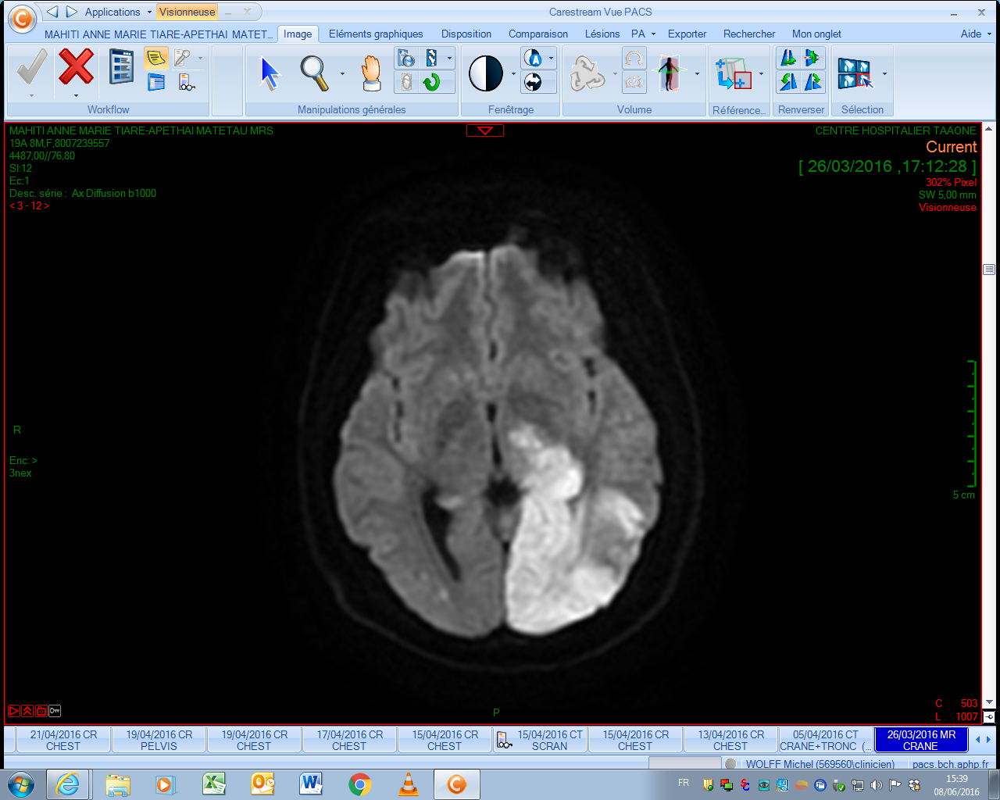 Applications Visionneuse
Carestream Vue PACS
MAHITI ANNE MARIE TIARE-APETHAI MATET... Image Eléments graphiques Disposition Comparaison Lésions PA Exporter Rechercher Mon onglet Aide
Workflow Manipulations générales Fenêtrage Volume Référence... Renverser Sélection
MAHITI ANNE MARIE TIARE-APETHAI MATETAU MRS
19A 8M,F,8007239557
4487,00//76,80
SI:12
Ec:1
Desc. série : Ax Diffusion b1000
< 3 - 12 >
CENTRE HOSPITALIER TAAONE
Current
[ 26/03/2016 ,17:12:28 ]
302% Pixel
SW 5,00 mm
Visionneuse
R
Enc: >
3nex
5 cm
P
C 503
L 1007
21/04/2016 CR
CHEST
19/04/2016 CR
PELVIS
19/04/2016 CR
CHEST
17/04/2016 CR
CHEST
15/04/2016 CR
CHEST
15/04/2016 CT
SCRAN
15/04/2016 CR
CHEST
13/04/2016 CR
CHEST
05/04/2016 CT
CRANE+TRONC (...
26/03/2016 MR
CRANE
WOLFF Michel (569560\clinicien) pacs.bch.aphp.fr
FR
15:39
08/06/2016